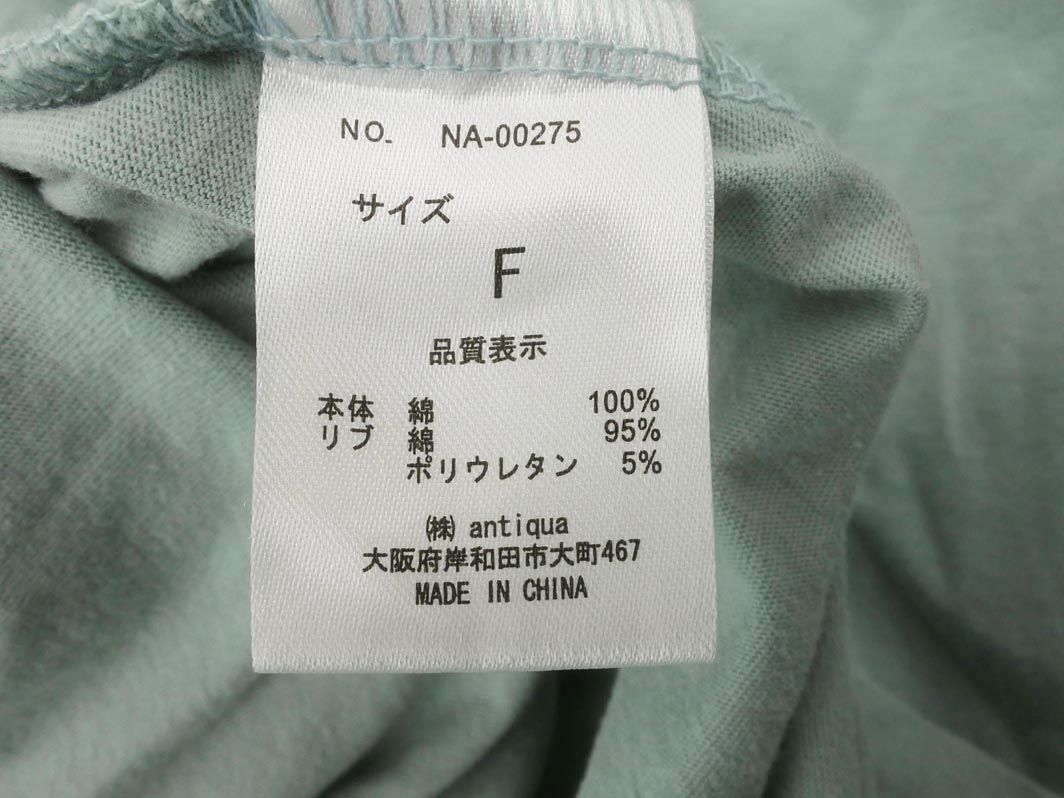 NO. NA-00275
サイズ
F
品質表示
本体 綿 100%
リブ 綿 95%
ポリウレタン 5%
㈱ antiqua
大阪府岸和田市大町467
MADE IN CHINA